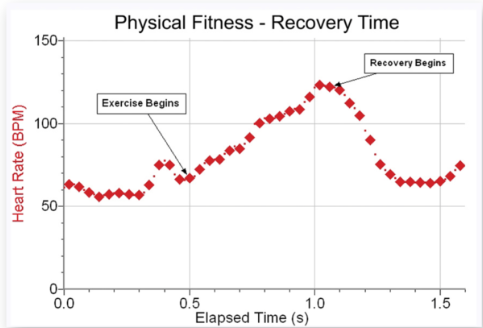 Physical Fitness - Recovery Time
150
Recovery Begins
Exercise Begins
100
Heart Rate (BPM)
50
0
0.0 0.5 1.0 1.5
Elapsed Time (s)